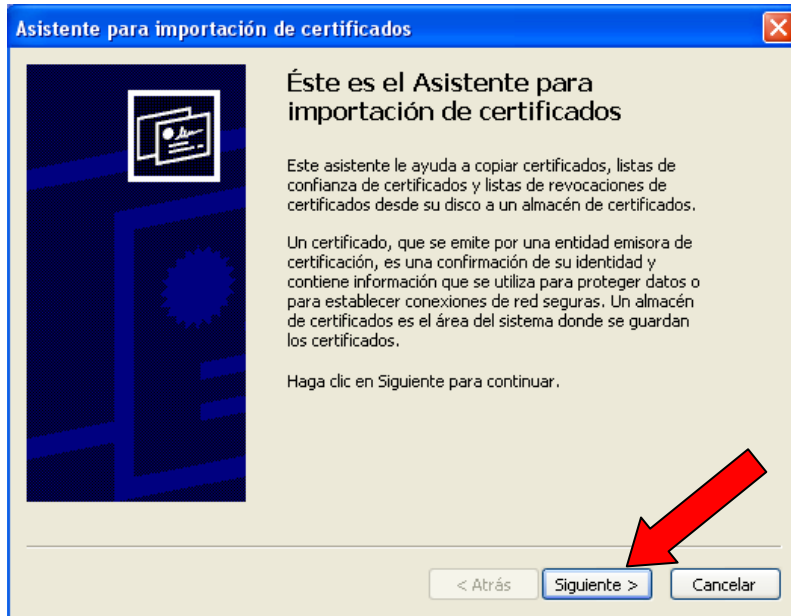 Asistente para importación de certificados
Éste es el Asistente para
importación de certificados
Este asistente le ayuda a copiar certificados, listas de
confianza de certificados y listas de revocaciones de
certificados desde su disco a un almacén de certificados.
Un certificado, que se emite por una entidad emisora de
certificación, es una confirmación de su identidad y
contiene información que se utiliza para proteger datos o
para establecer conexiones de red seguras. Un almacén
de certificados es el área del sistema donde se guardan
los certificados.
Haga clic en Siguiente para continuar.
< Atrás Siguiente > Cancelar